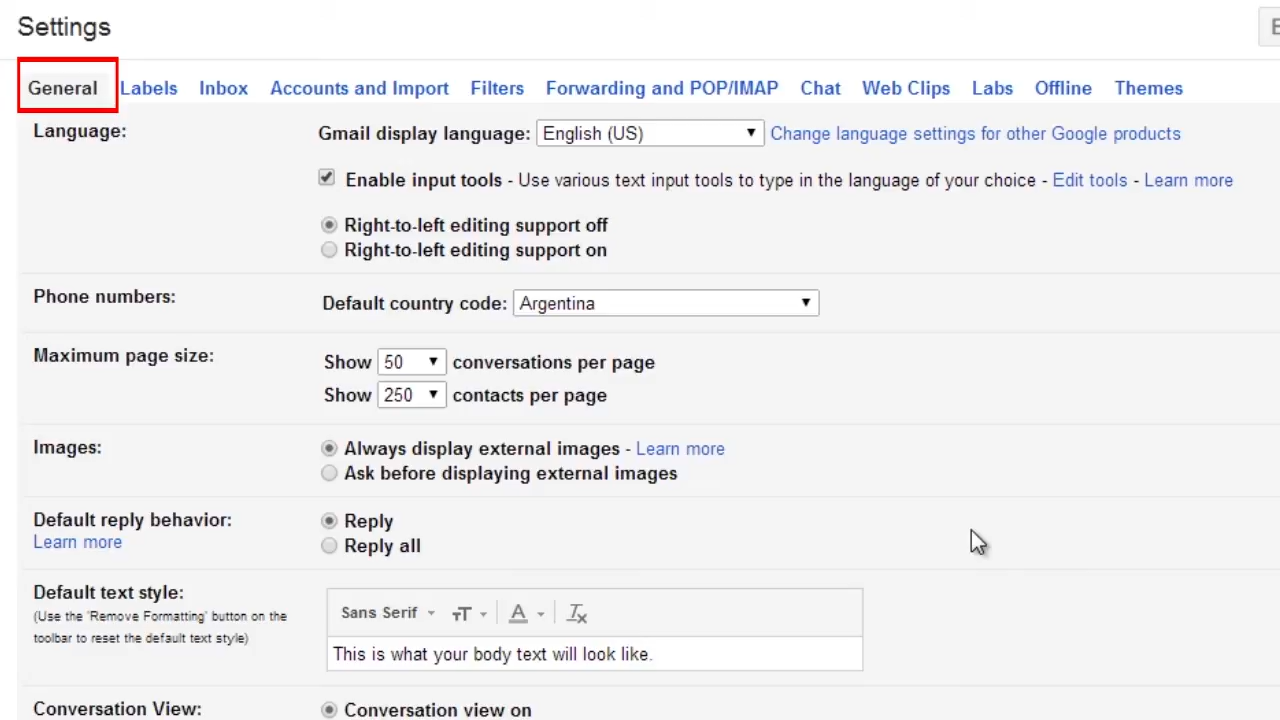 Settings
E
General Labels Inbox Accounts and Import Filters Forwarding and POP/IMAP Chat Web Clips Labs Offline Themes
Language: Gmail display language: English (US) Change language settings for other Google products
Enable input tools - Use various text input tools to type in the language of your choice - Edit tools - Learn more
Right-to-left editing support off
Right-to-left editing support on
Phone numbers: Default country code: Argentina
Maximum page size: Show 50 conversations per page
Show 250 contacts per page
Images: Always display external images - Learn more
Ask before displaying external images
Default reply behavior: Reply
Learn more
Reply all
Default text style:
(Use the 'Remove Formatting' button on the
toolbar to reset the default text style)
Sans Serif
This is what your body text will look like.
Conversation View: Conversation view on